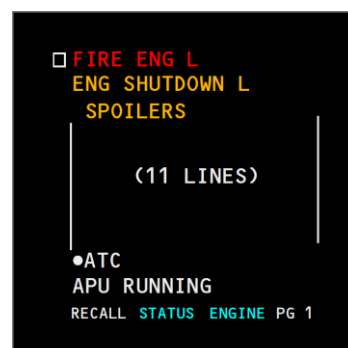 □ FIRE ENG L
ENG SHUTDOWN L
SPOILERS
(11 LINES)
●ATC
APU RUNNING
RECALL STATUS ENGINE PG 1